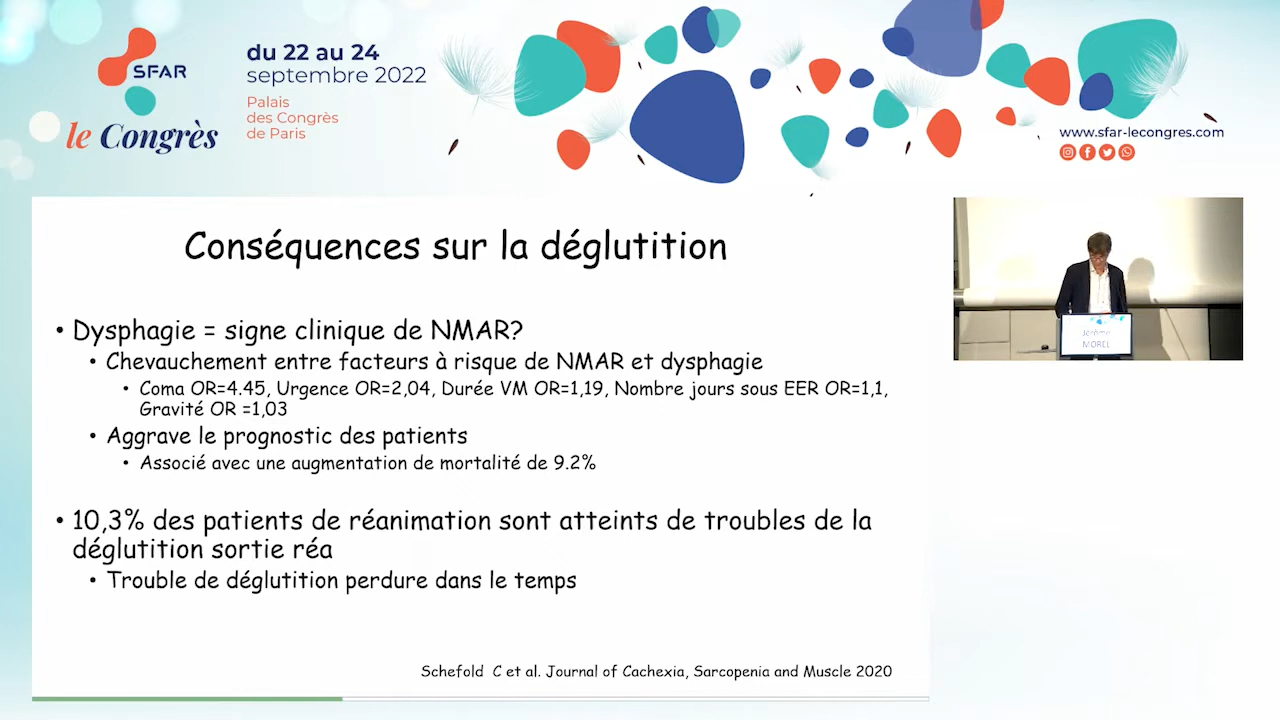 SFAR
le Congrès
du 22 au 24
septembre 2022
Palais
des Congrès
de Paris
www.sfar-lecongres.com
Conséquences sur la déglutition
• Dysphagie = signe clinique de NMAR?
• Chevauchement entre facteurs à risque de NMAR et dysphagie
• Coma OR=4.45, Urgence OR=2,04, Durée VM OR=1,19, Nombre jours sous EER OR=1,1,
Gravité OR =1,03
• Aggrave le prognostic des patients
• Associé avec une augmentation de mortalité de 9.2%
• 10,3% des patients de réanimation sont atteints de troubles de la
déglutition sortie réa
• Trouble de déglutition perdure dans le temps
Schefold C et al. Journal of Cachexia, Sarcopenia and Muscle 2020
Jérôme
MOREL